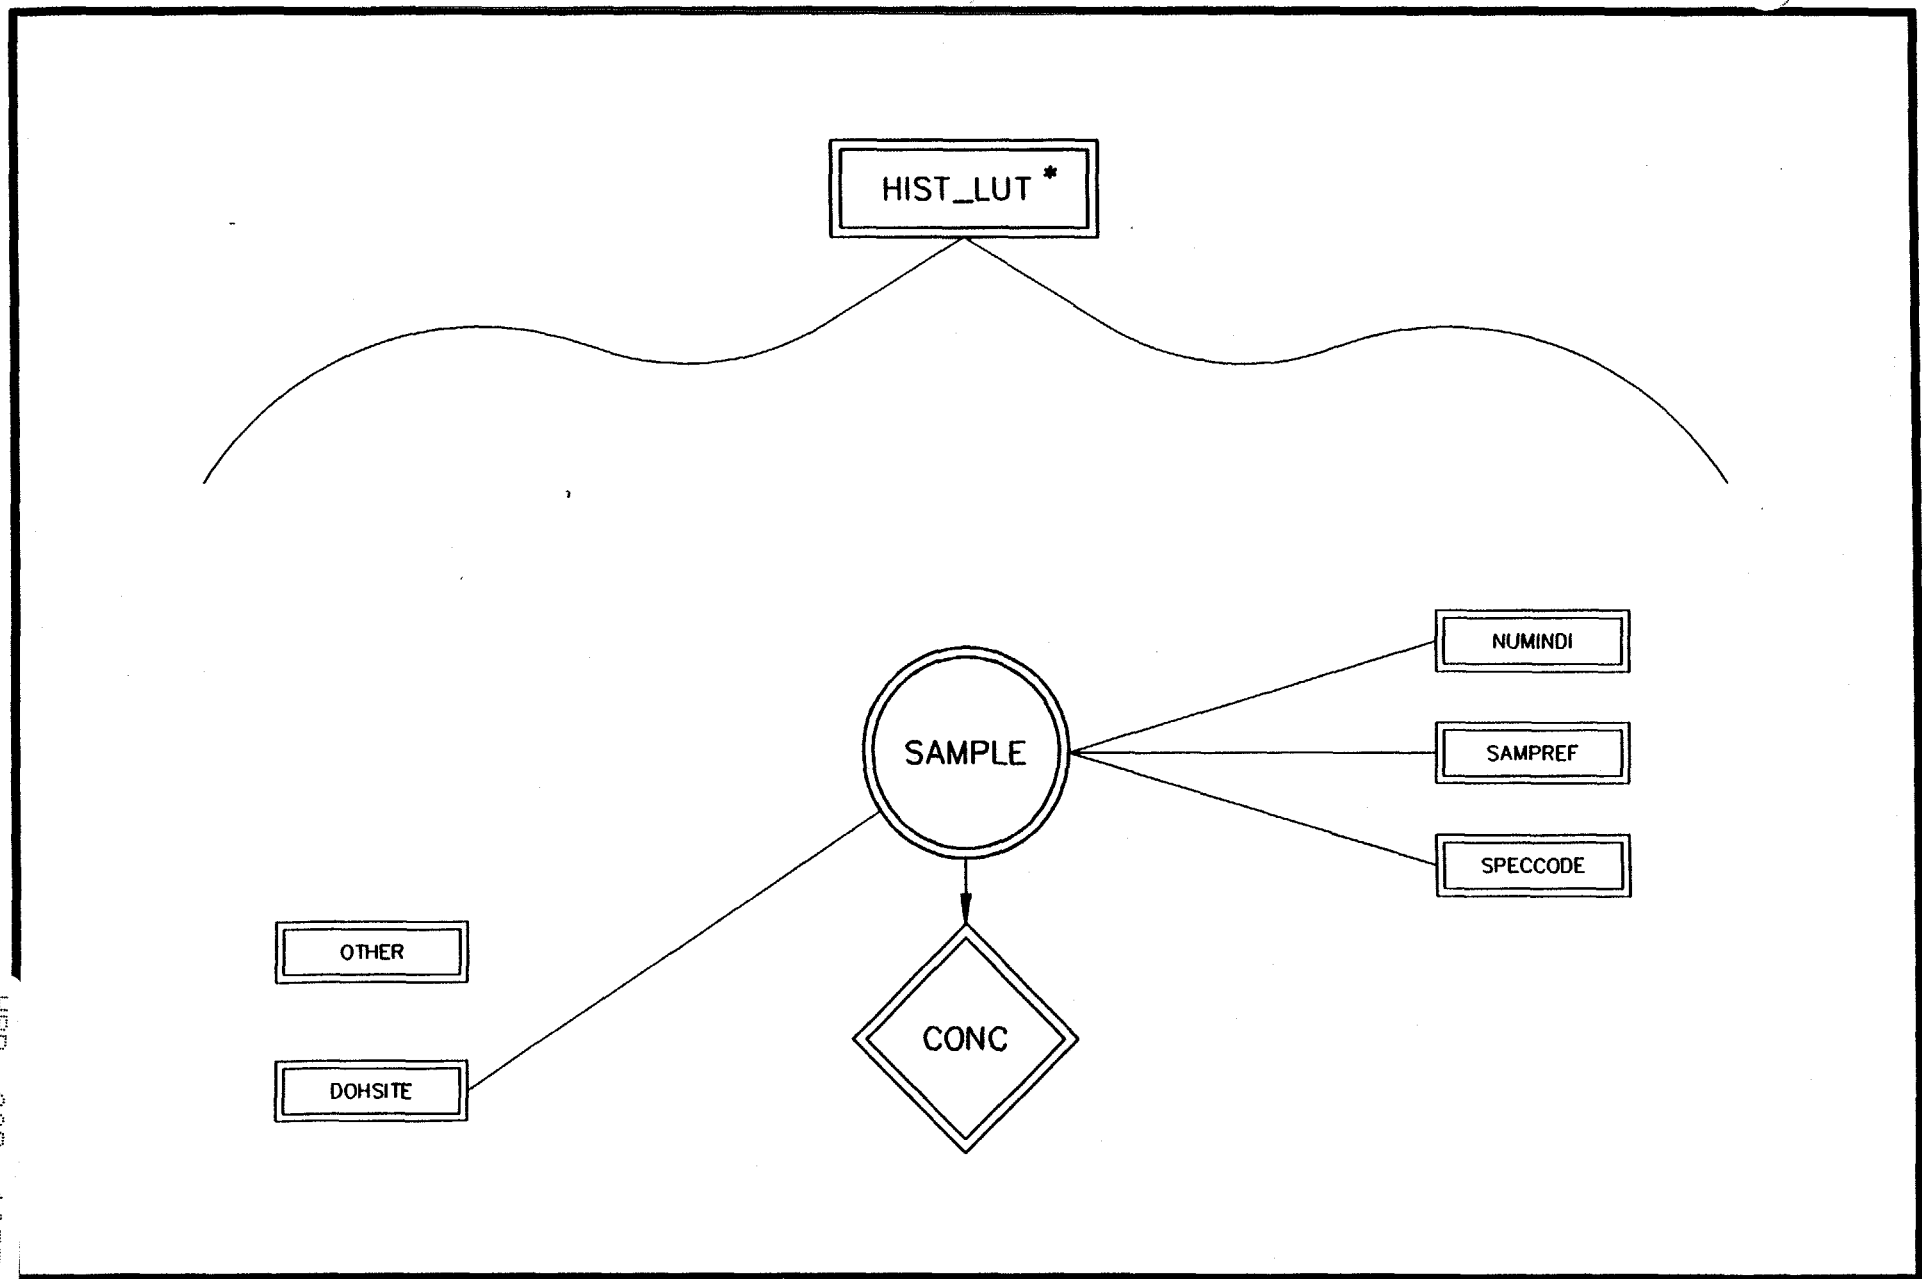 HIST_LUT *
NUMINDI
SAMPLE
SAMPREF
SPECCODE
OTHER
CONC
DOHSITE